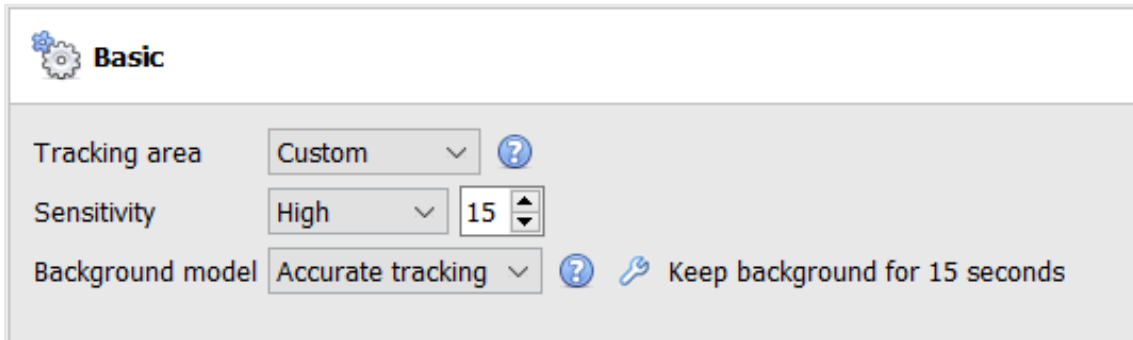 Basic
Tracking area Custom
Sensitivity High 15
Background model Accurate tracking Keep background for 15 seconds